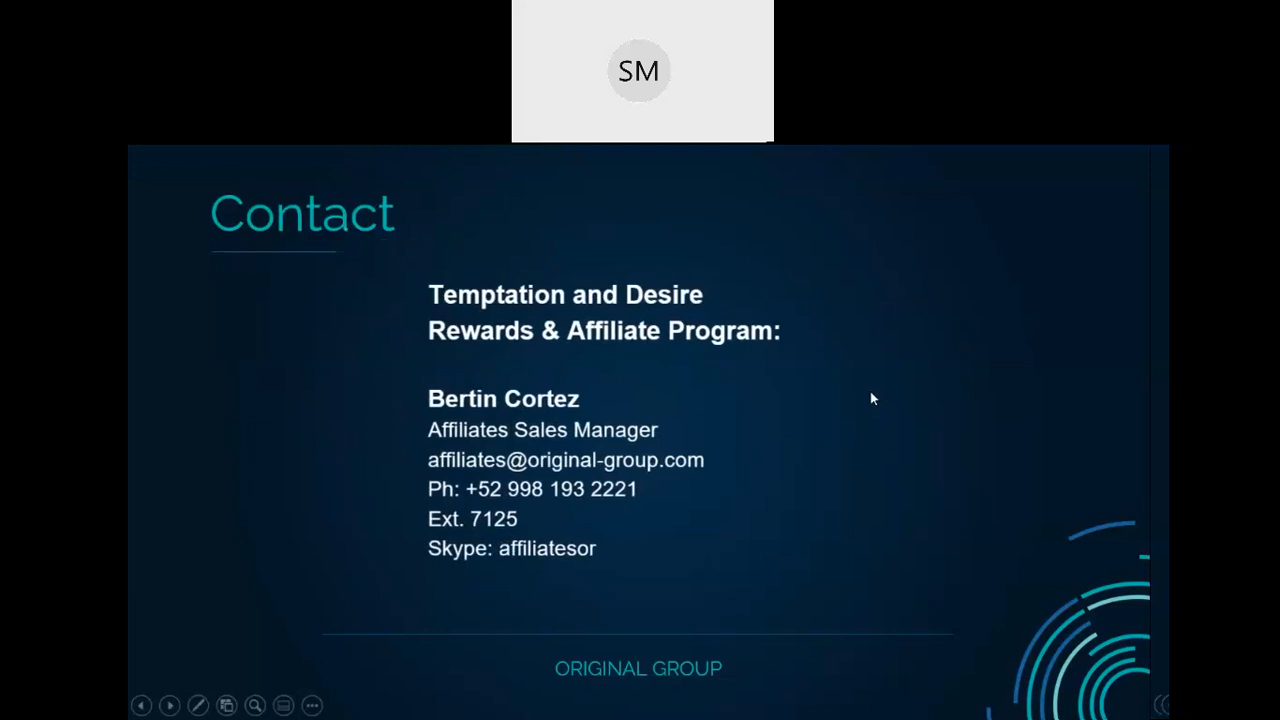 SM
Contact
Temptation and Desire
Rewards & Affiliate Program:
Bertin Cortez
Affiliates Sales Manager
affiliates@original-group.com
Ph: +52 998 193 2221
Ext. 7125
Skype: affiliatesor
ORIGINAL GROUP